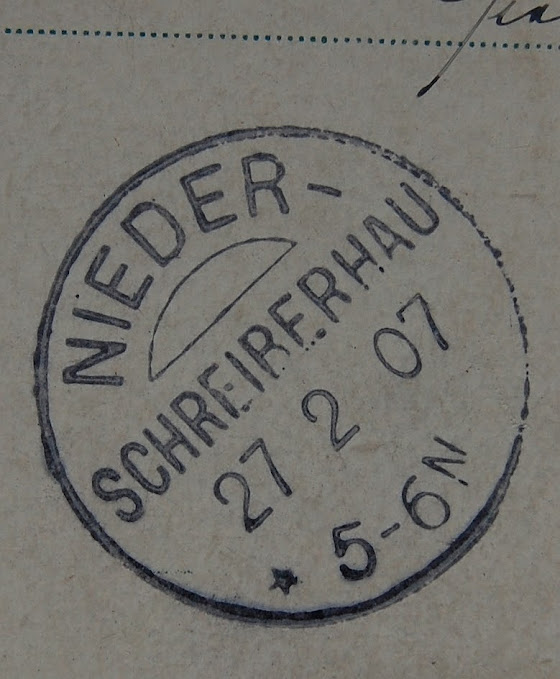 NIEDER-
SCHREIBERHAU
27 2 07
* 5-6N